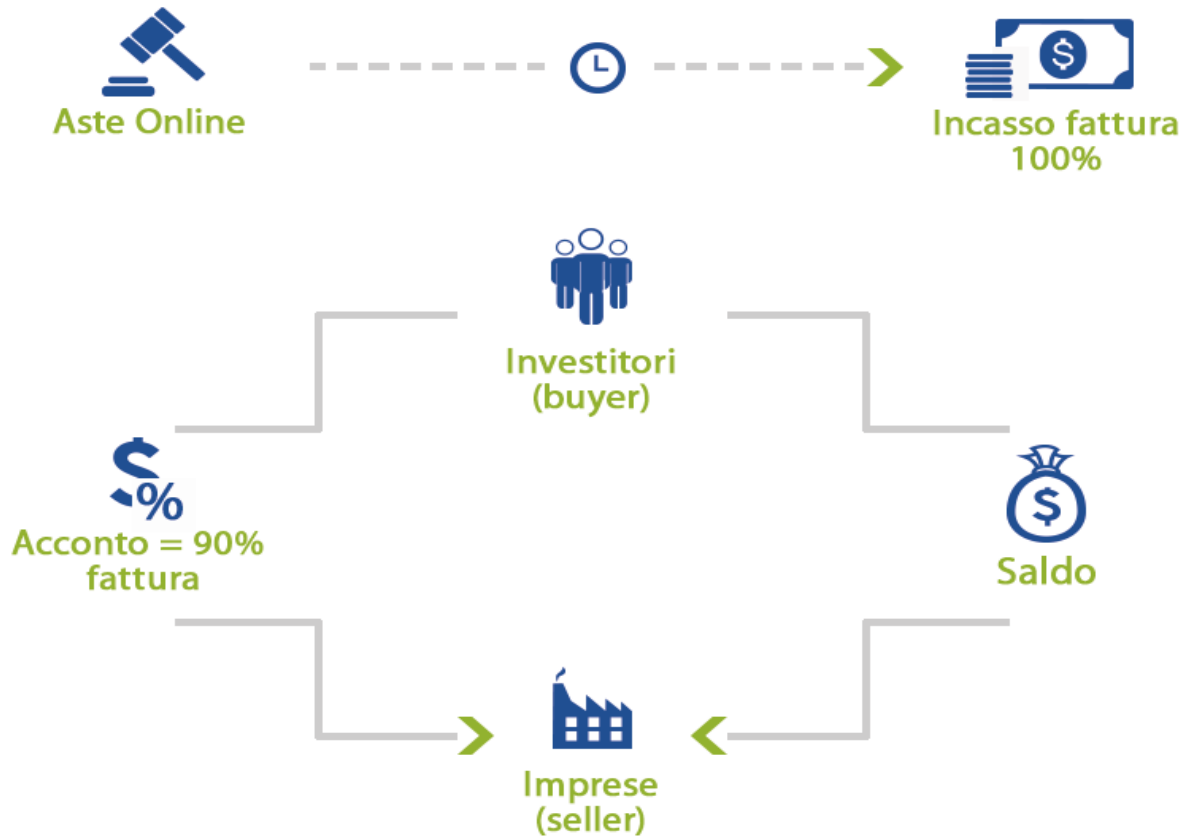 Aste Online
Incasso fattura
100%
Investitori
(buyer)
$
%
Acconto = 90%
fattura
$
Saldo
$
Imprese
(seller)